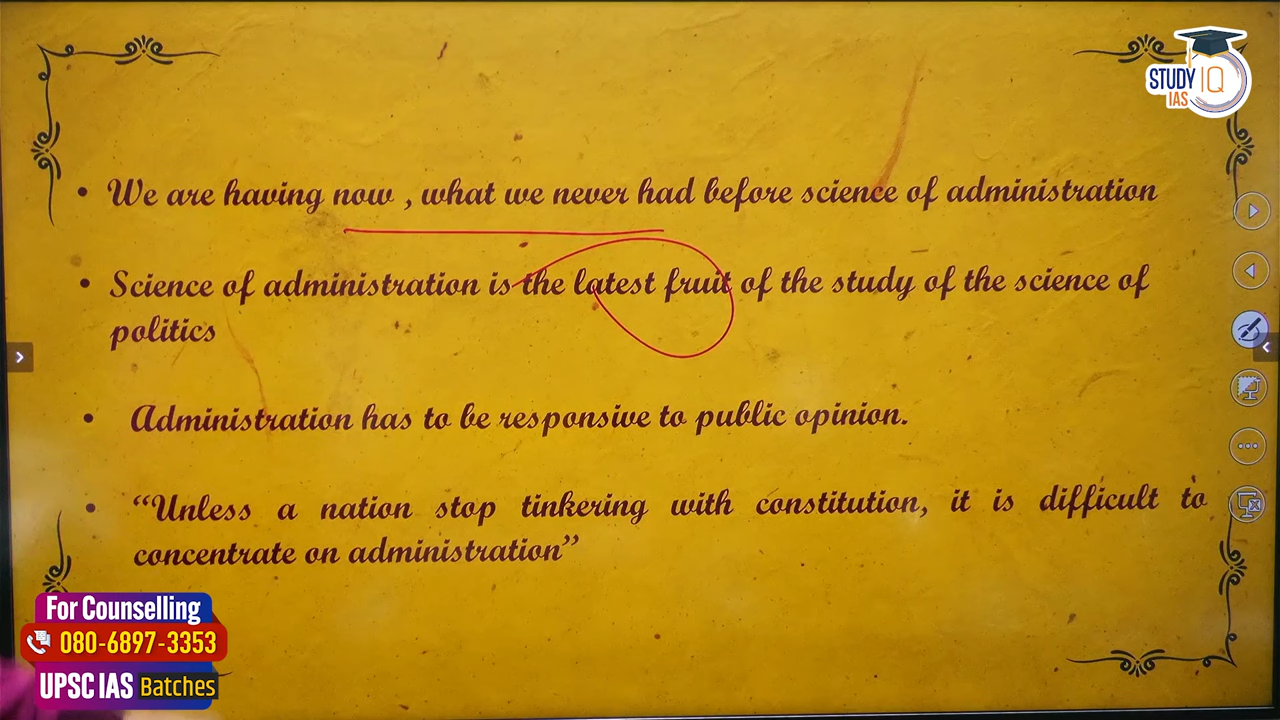 STUDY IQ
IAS
• We are having now , what we never had before science of administration
• Science of administration is the latest fruit of the study of the science of
politics
• Administration has to be responsive to public opinion.
• “Unless a nation stop tinkering with constitution, it is difficult to
concentrate on administration”
For Counselling
080-6897-3353
UPSC IAS Batches